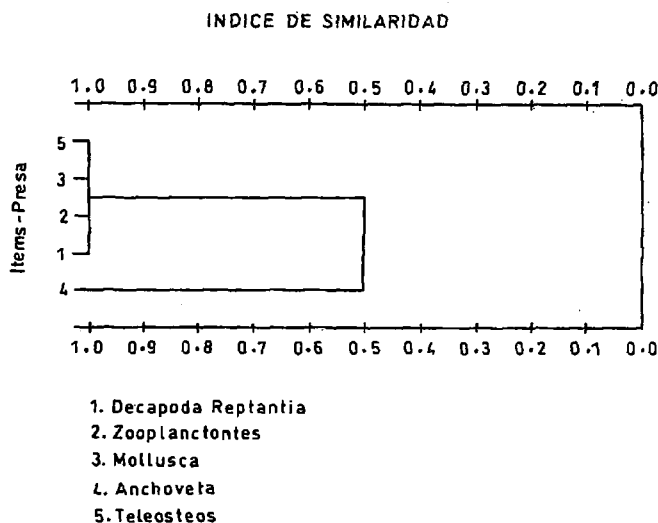 INDICE DE SIMILARIDAD
1.0 0.9 0.8 0.7 0.6 0.5 0.4 0.3 0.2 0.1 0.0
Items-Presa
5
3
2
1
4
1.0 0.9 0.8 0.7 0.6 0.5 0.4 0.3 0.2 0.1 0.0
1. Decapoda Reptantia
2. Zooplanctontes
3. Mollusca
4. Anchoveta
5. Teleosteos